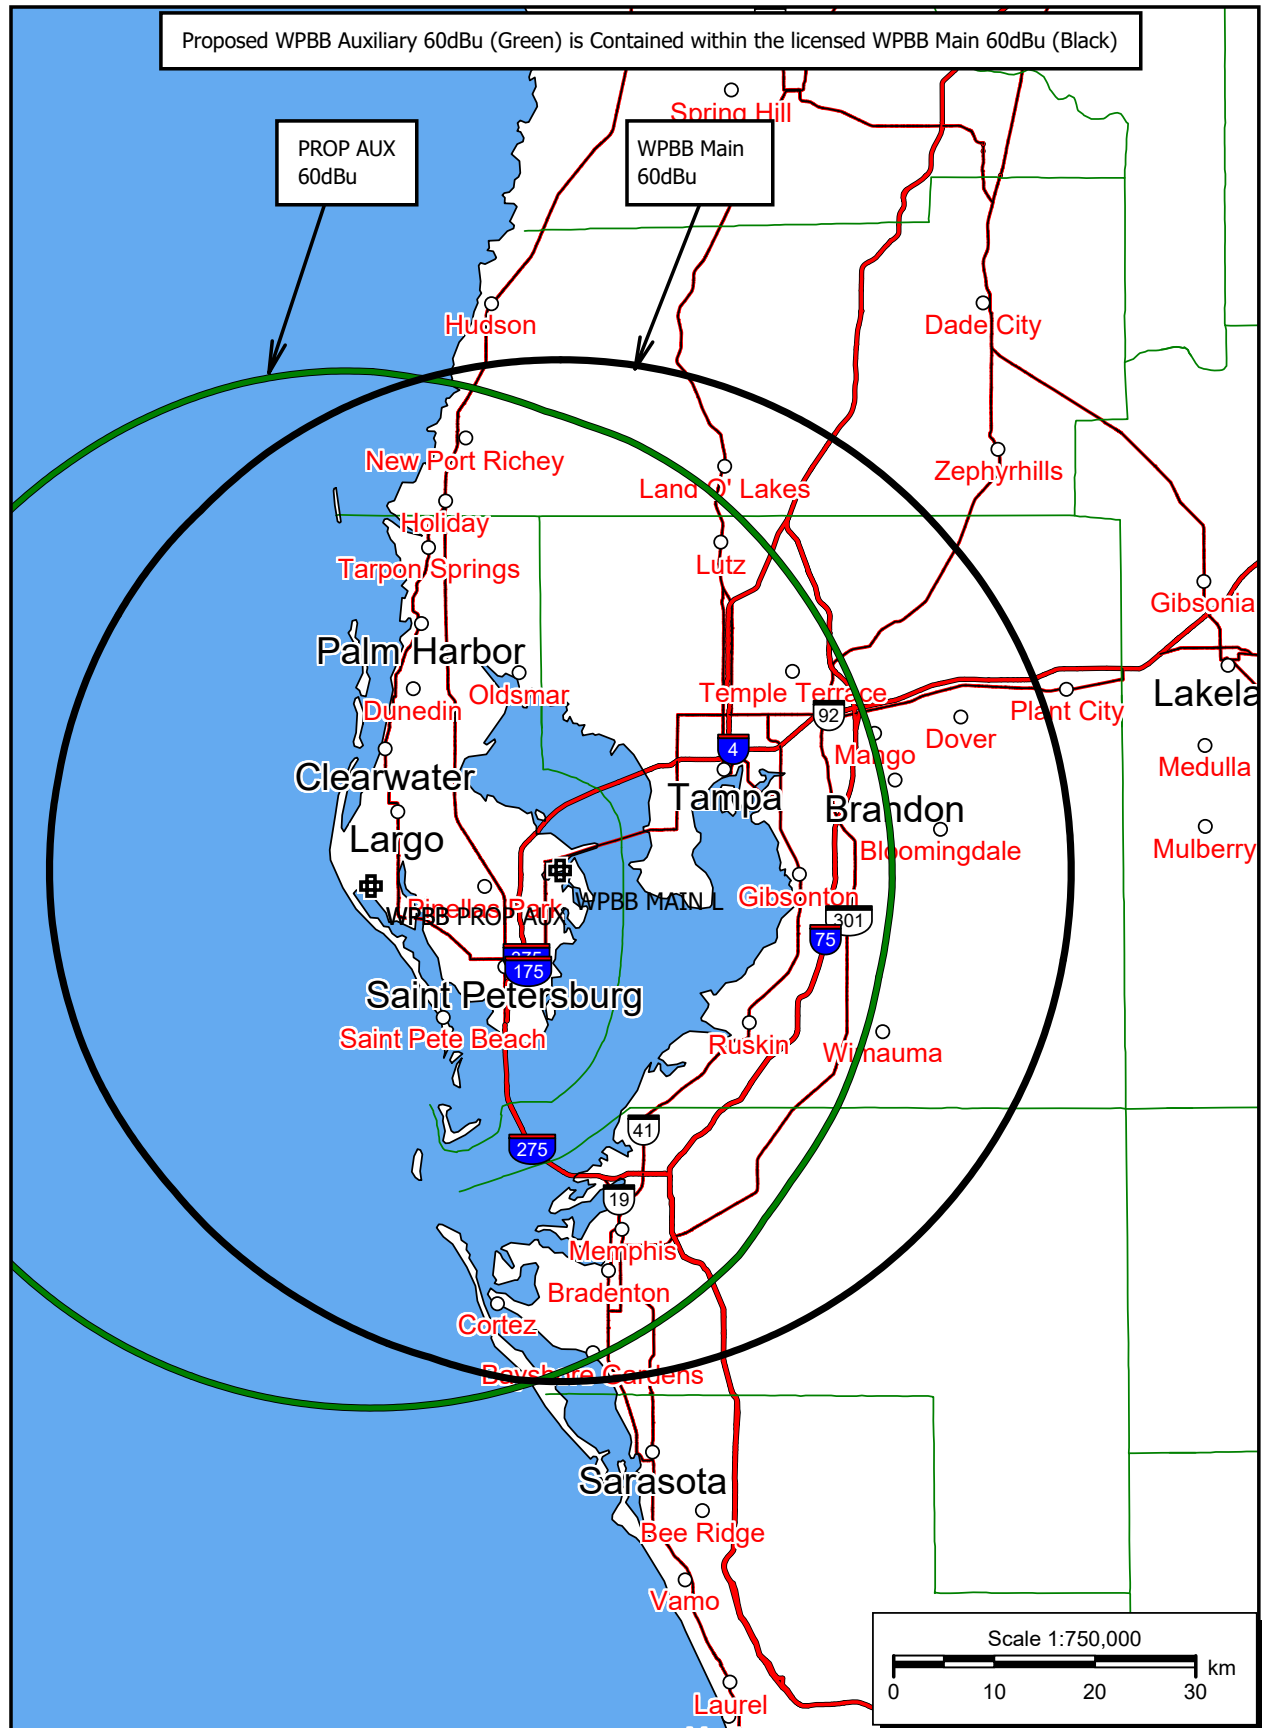 Proposed WPBB Auxiliary 60dBu (Green) is Contained within the licensed WPBB Main 60dBu (Black)
Spring Hill
PROP AUX
60dBu
WPBB Main
60dBu
Hudson
Dade City
New Port Richey
Land O' Lakes
Zephyrhills
Holiday
Lutz
Tarpon Springs
Gibsonia
Palm Harbor
Oldsmar
Temple Terrace
Dunedin
Plant City
Lakela
92
Dover
4
Mango
Medulla
Clearwater
Tampa
Brandon
Largo
Bloomingdale
Mulberry
Pinellas Park
WPBB MAIN L
Gibsonton
WPBB PROP AUX
301
75
175
Saint Petersburg
Saint Pete Beach
Ruskin
Wimauma
41
275
19
Memphis
Bradenton
Cortez
Bayshore Gardens
Sarasota
Bee Ridge
Vamo
Scale 1:750,000
km
0 10 20 30
Laurel